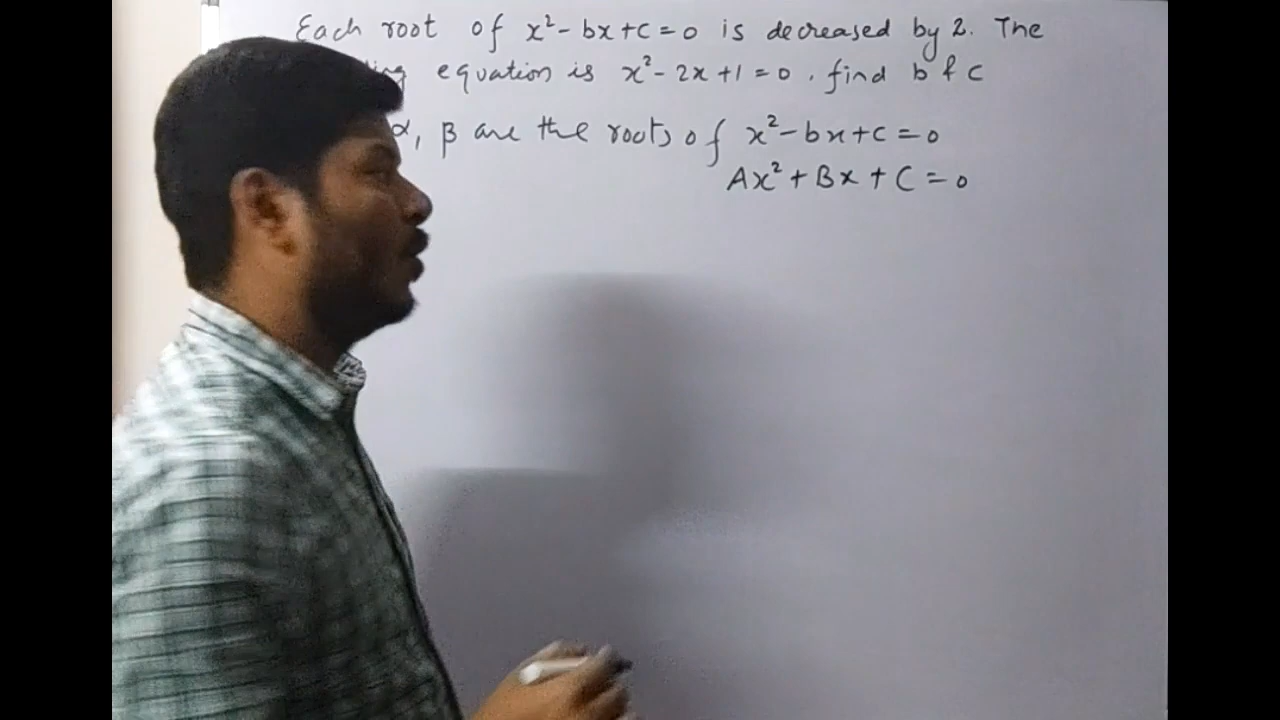 Each root of x² - bx + c = 0 is decreased by 2. The
equation is x² - 2x + 1 = 0 . find b & c
α, β are the roots of x² - bx + c = 0
Ax² + Bx + C = 0